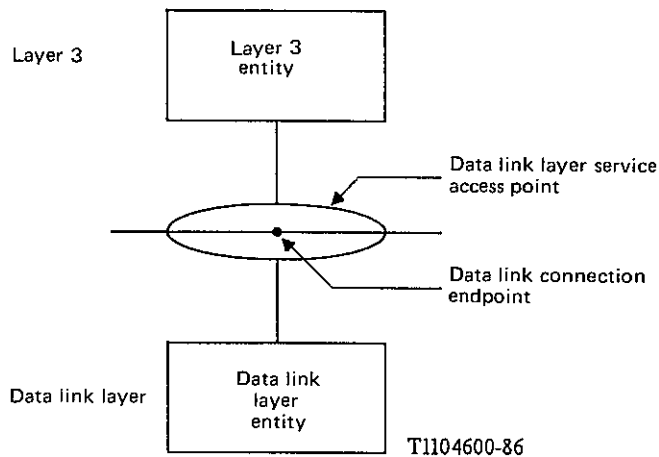 Layer 3
Layer 3
entity
Data link layer service
access point
Data link connection
endpoint
Data link layer
Data link
layer
entity
T1104600-86